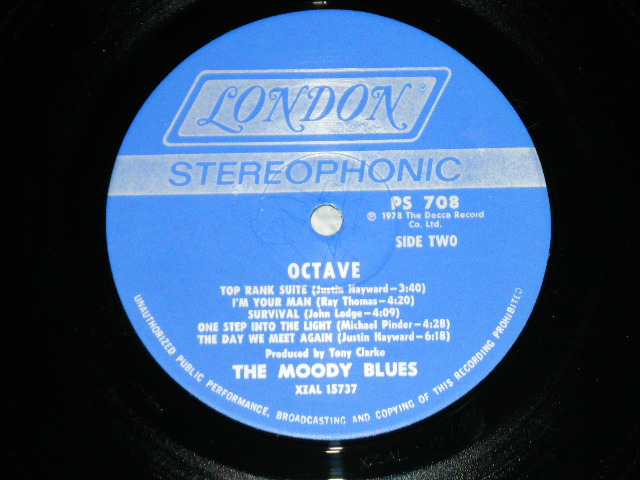 LONDON
STEREOPHONIC
PS 708
℗ 1978 The Decca Record
Co. Ltd.
SIDE TWO
OCTAVE
TOP RANK SUITE (Justin Hayward—3:40)
I'M YOUR MAN (Ray Thomas—4:20)
SURVIVAL (John Lodge—4:09)
ONE STEP INTO THE LIGHT (Michael Pinder—4:28)
THE DAY WE MEET AGAIN (Justin Hayward—6:18)
Produced by Tony Clarke
THE MOODY BLUES
XZAL 15737
UNAUTHORIZED PUBLIC PERFORMANCE, BROADCASTING AND COPYING OF THIS RECORDING PROHIBITED